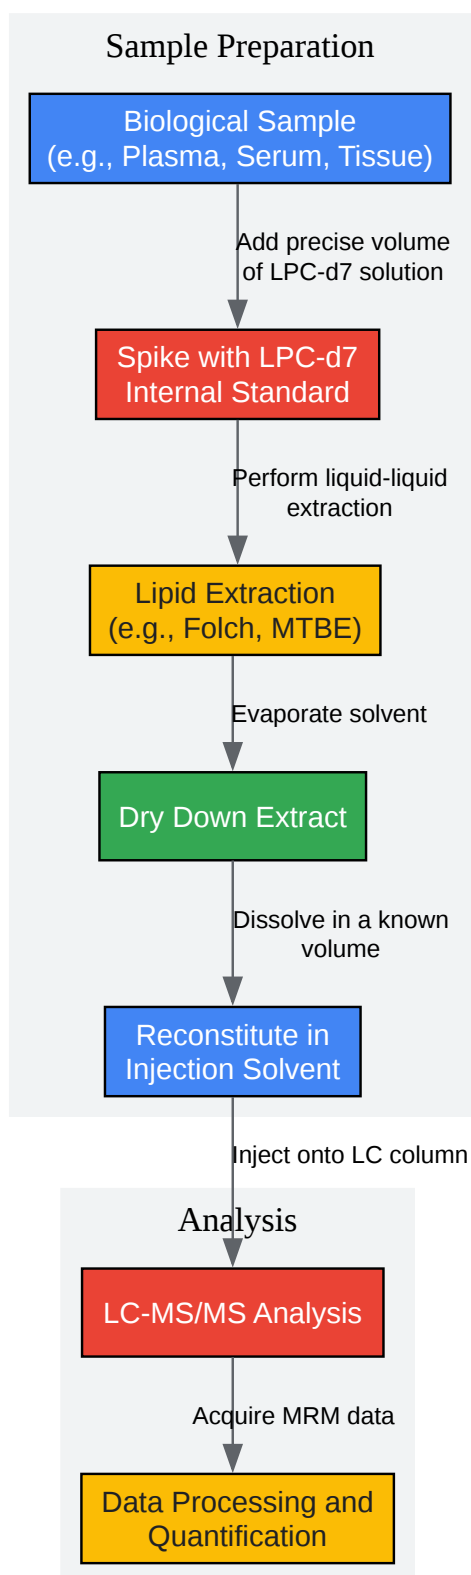 Sample Preparation
Biological Sample
(e.g., Plasma, Serum, Tissue)
Add precise volume
of LPC-d7 solution
Spike with LPC-d7
Internal Standard
Perform liquid-liquid
extraction
Lipid Extraction
(e.g., Folch, MTBE)
Evaporate solvent
Dry Down Extract
Dissolve in a known
volume
Reconstitute in
Injection Solvent
Inject onto LC column
Analysis
LC-MS/MS Analysis
Acquire MRM data
Data Processing and
Quantification